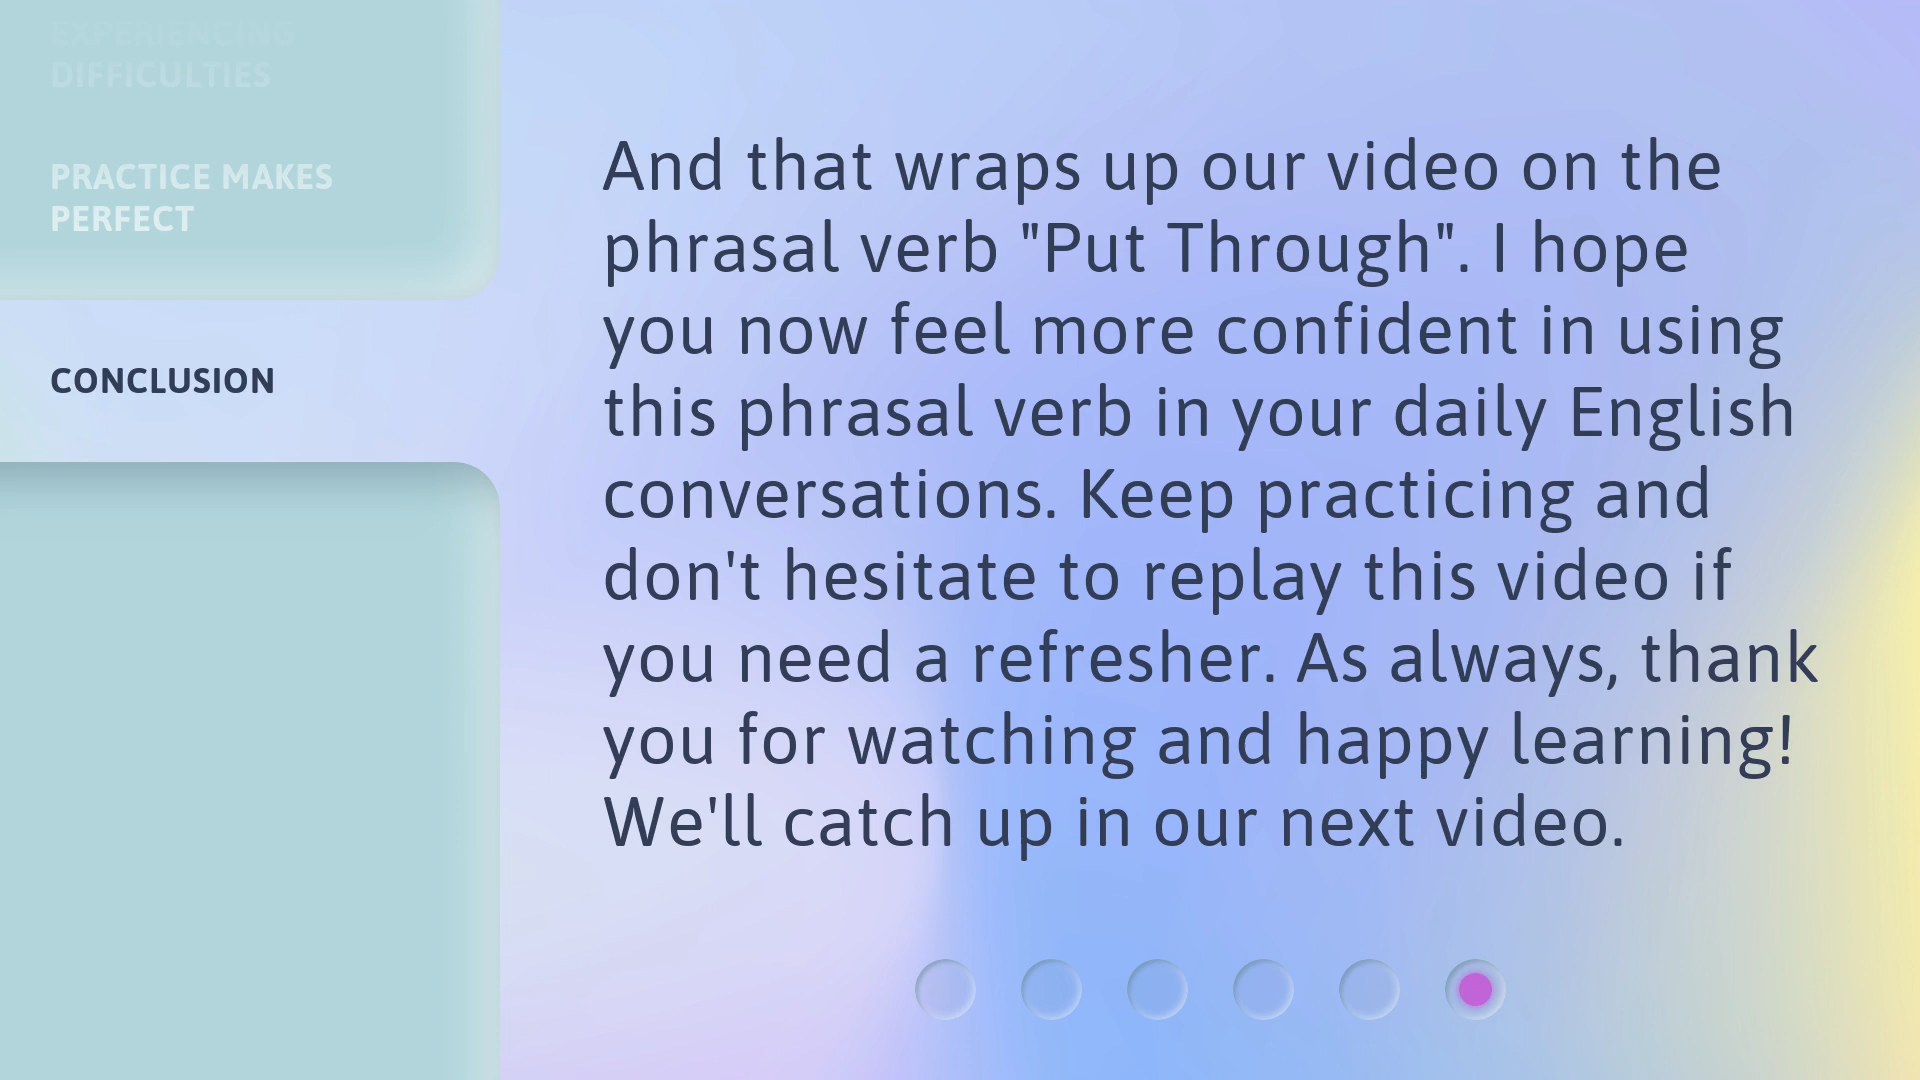 EXPERIENCING
DIFFICULTIES
PRACTICE MAKES
PERFECT
CONCLUSION
And that wraps up our video on the
phrasal verb "Put Through". I hope
you now feel more confident in using
this phrasal verb in your daily English
conversations. Keep practicing and
don't hesitate to replay this video if
you need a refresher. As always, thank
you for watching and happy learning!
We'll catch up in our next video.